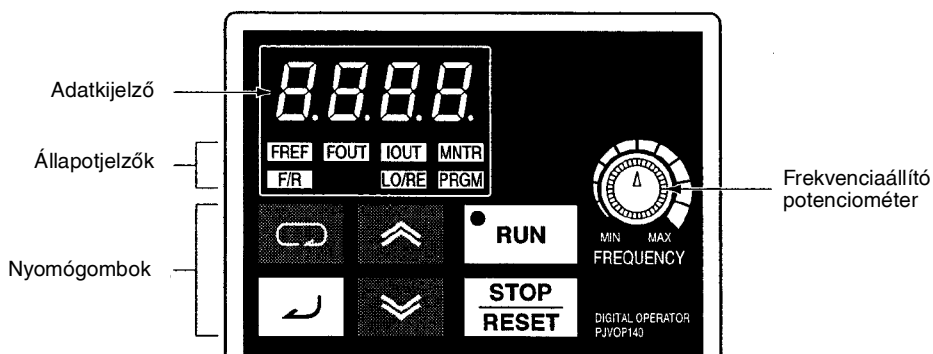 Adatkijelző
8.8.8.8.
Állapotjelzők
FREF FOUT IOUT MNTR
F/R LO/RE PRGM
Frekvenciaállító
potenciométer
MIN MAX
FREQUENCY
Nyomógombok
RUN
STOP
RESET
DIGITAL OPERATOR
PJVOP140